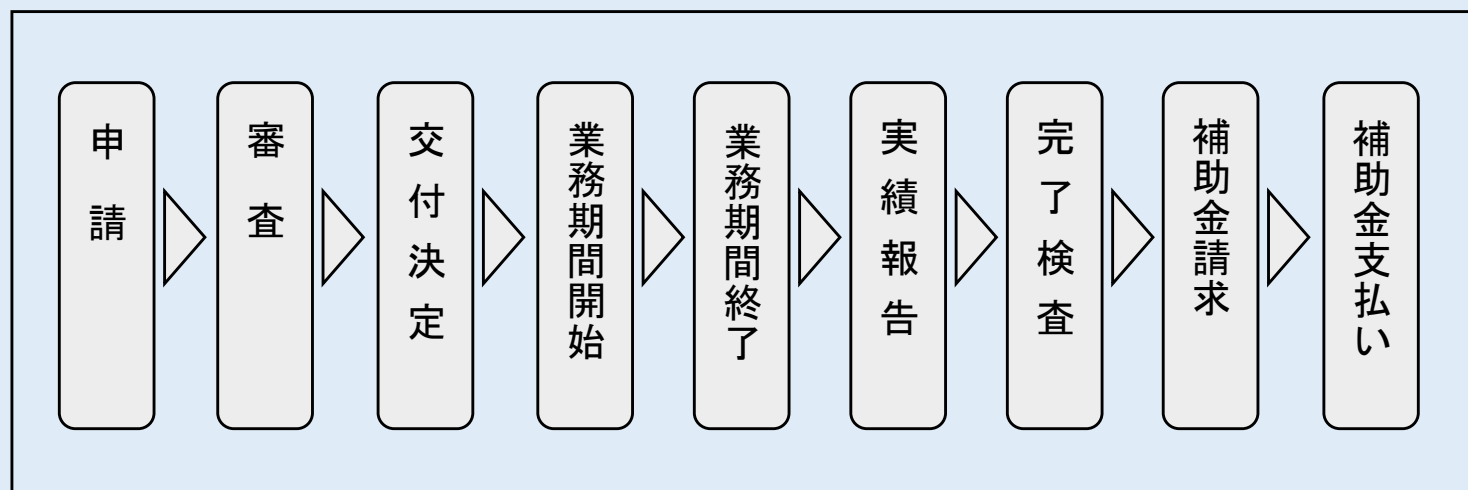 申請
審査
交付決定
業務期間開始
業務期間終了
実績報告
完了検査
補助金請求
補助金支払い